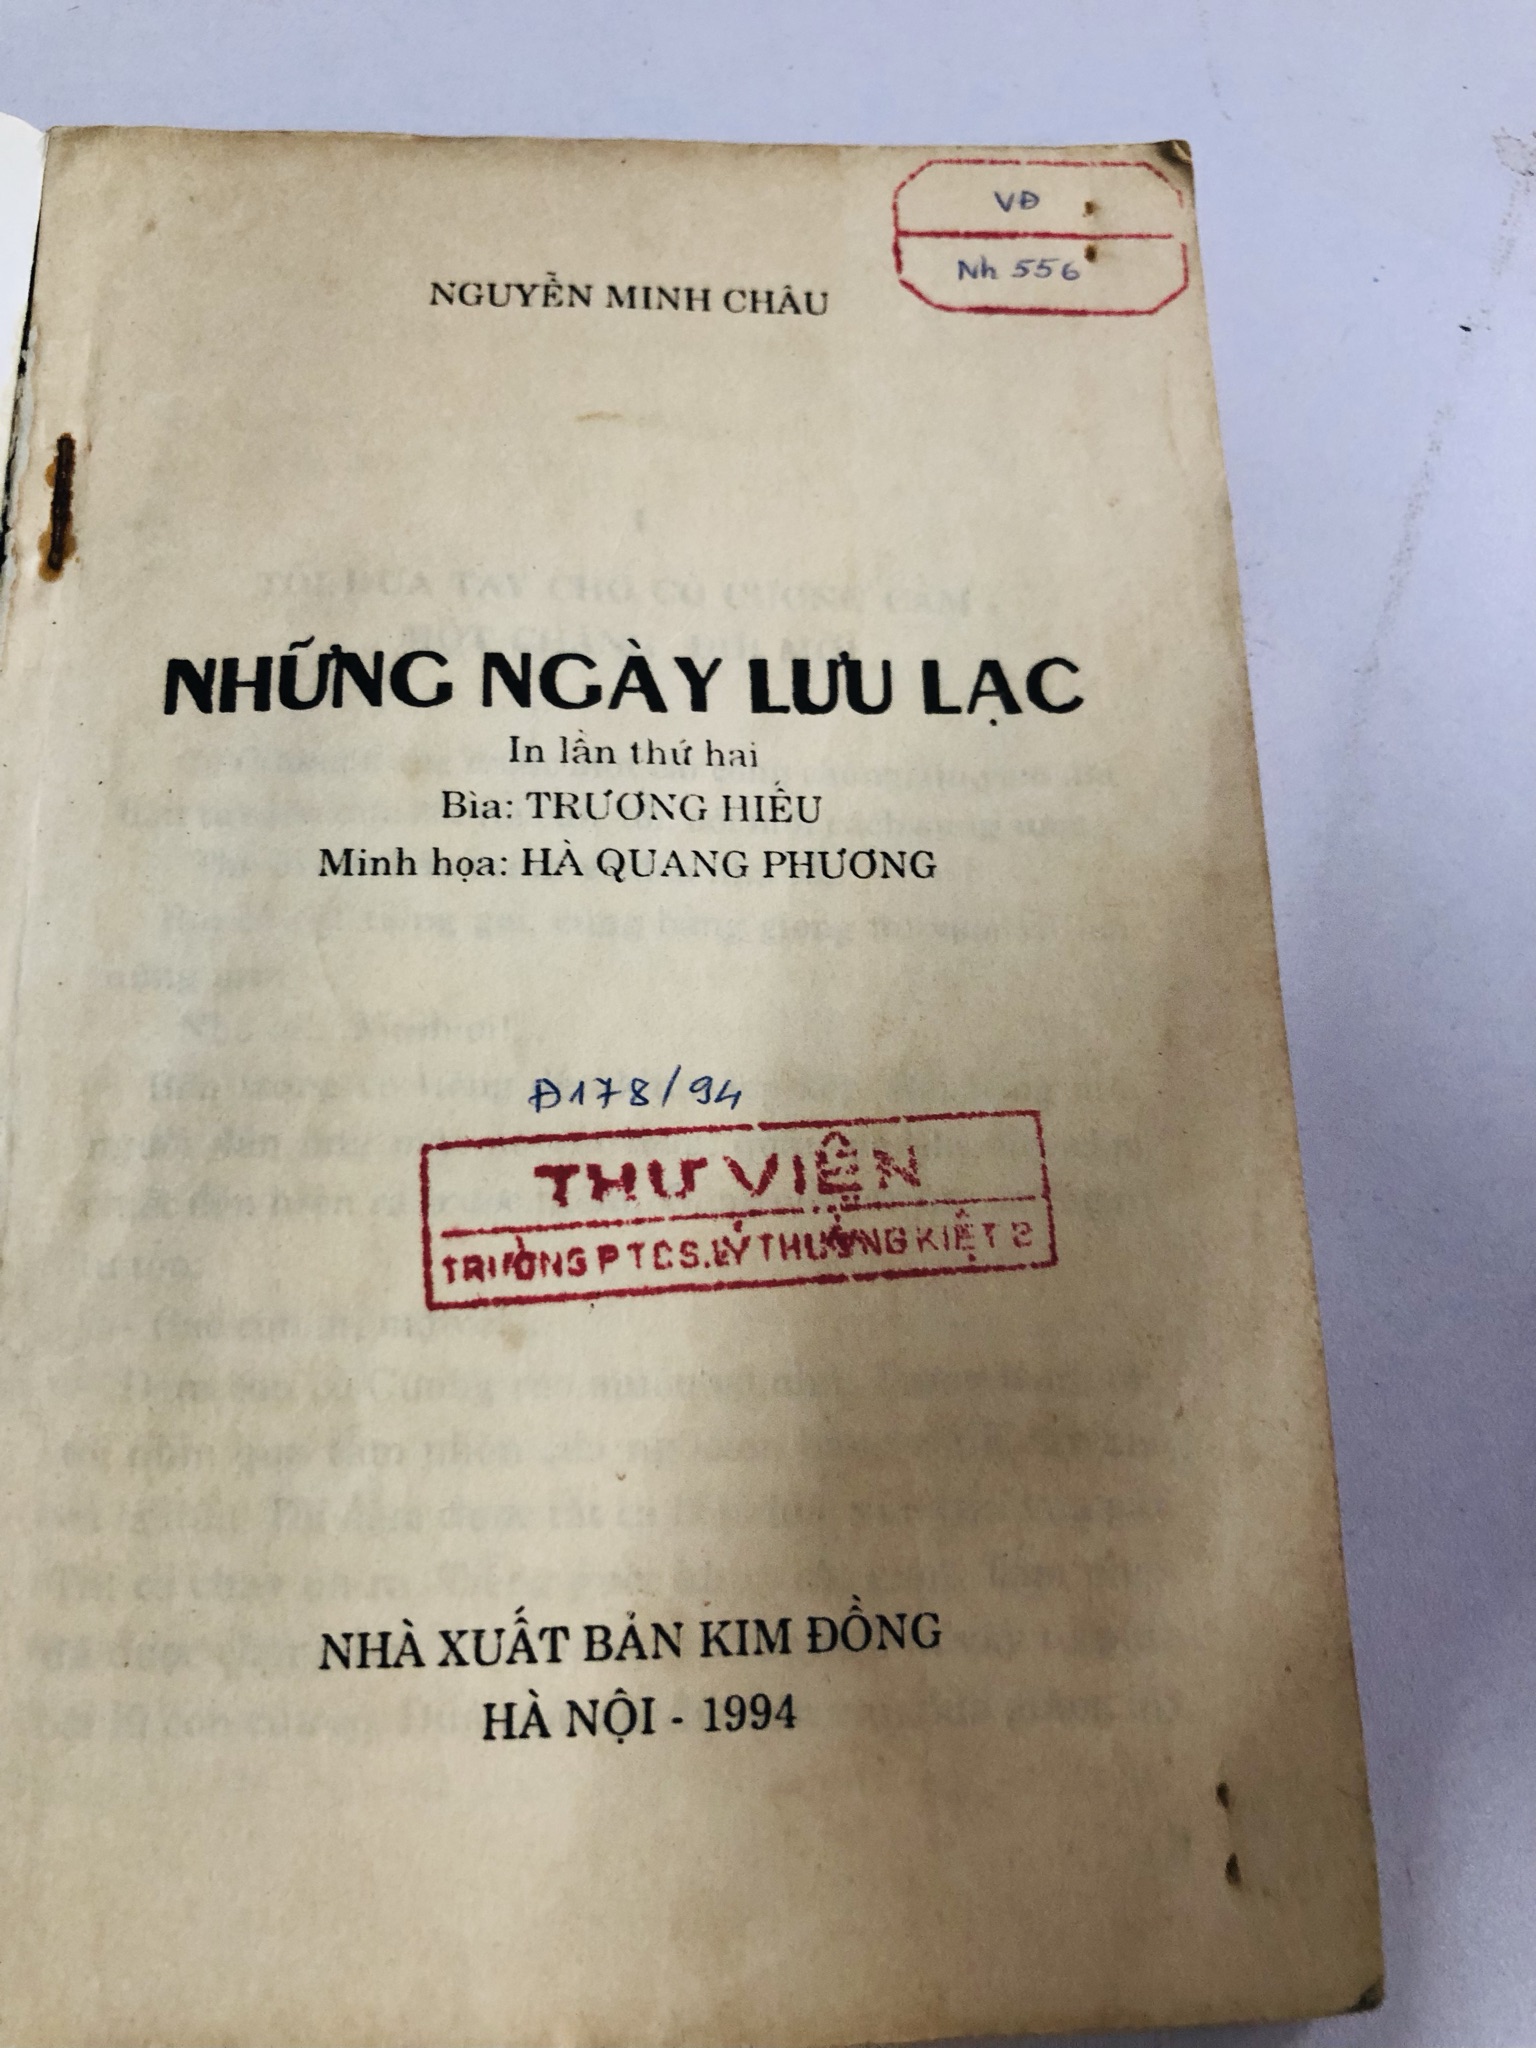 VĐ
Nh 556
NGUYỄN MINH CHÂU
NHỮNG NGÀY LƯU LẠC
In lần thứ hai
Bìa: TRƯƠNG HIẾU
Minh họa: HÀ QUANG PHƯƠNG
Đ178/94
THƯ VIỆN
TRƯỜNG PTCS.LÝ THƯỜNG KIỆT 2
NHÀ XUẤT BẢN KIM ĐỒNG
HÀ NỘI - 1994